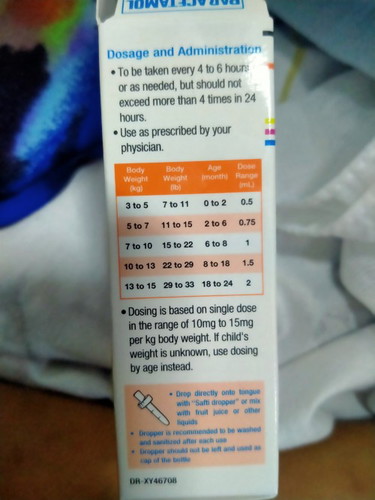 PARACETAMOL
Dosage and Administration
• To be taken every 4 to 6 hours
or as needed, but should not
exceed more than 4 times in 24
hours.
• Use as prescribed by your
physician.
Body Weight (kg) Body Weight (lb) Age (months) Dose Range (mL)
3 to 5 7 to 11 0 to 2 0.5
5 to 7 11 to 15 2 to 6 0.75
7 to 10 15 to 22 6 to 8 1
10 to 13 22 to 29 8 to 18 1.5
13 to 15 29 to 33 18 to 24 2
• Dosing is based on single dose
in the range of 10mg to 15mg
per kg body weight. If child's
weight is unknown, use dosing
by age instead.
• Drop directly onto tongue
with "Safti dropper" or mix
with fruit juice or other
liquids
• Dropper is recommended to be washed
and sanitized after each use
• Dropper should not be left and used as
cap of the bottle
DR-XY46708